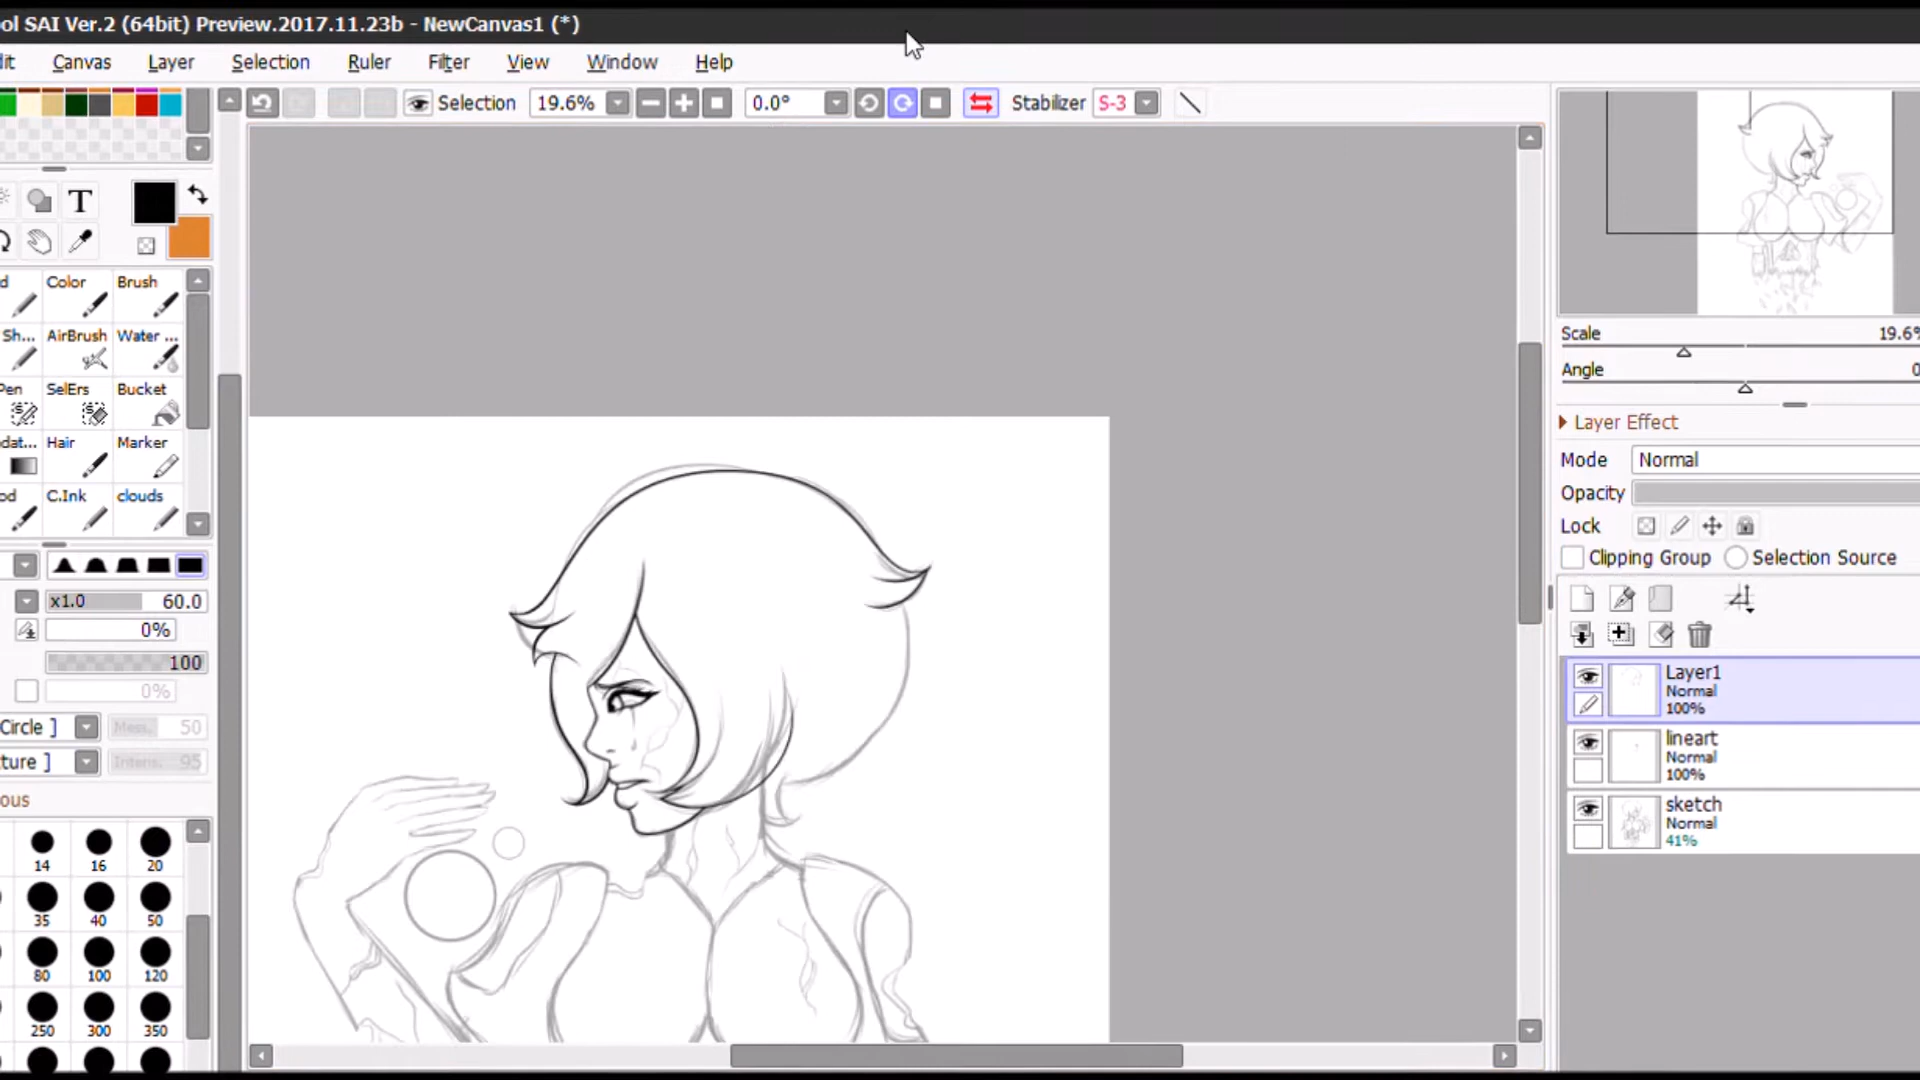 ol SAI Ver.2 (64bit) Preview.2017.11.23b - NewCanvas1 (*)
it Canvas Layer Selection Ruler Filter View Window Help
Selection 19.6% 0.0° Stabilizer S-3
T
d Color Brush
Sh... AirBrush Water ...
Pen SelErs Bucket
dat... Hair Marker
od C.Ink clouds
x1.0 60.0
0%
100
0%
Circle ] Mess. 50
ture ] Intens. 95
ous
14 16 20
35 40 50
80 100 120
250 300 350
Scale 19.6%
Angle 0
Layer Effect
Mode Normal
Opacity
Lock
Clipping Group Selection Source
Layer1
Normal
100%
lineart
Normal
100%
sketch
Normal
41%